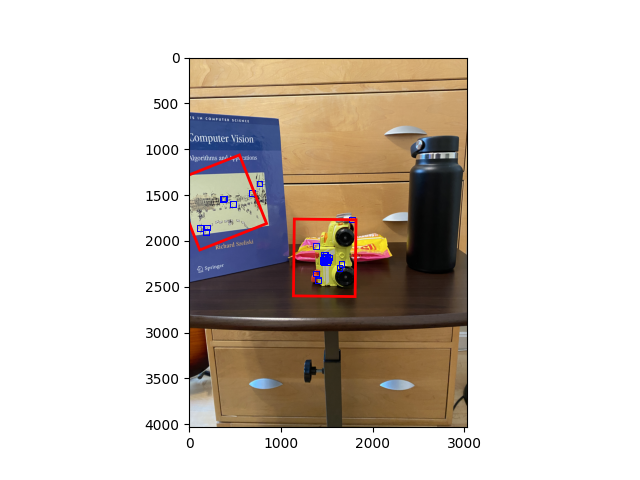 0
500
1000
1500
2000
2500
3000
3500
4000
0 1000 2000 3000
IN COMPUTER SCIENCE
Computer Vision
Algorithms and Applications
Richard Szeliski
Springer